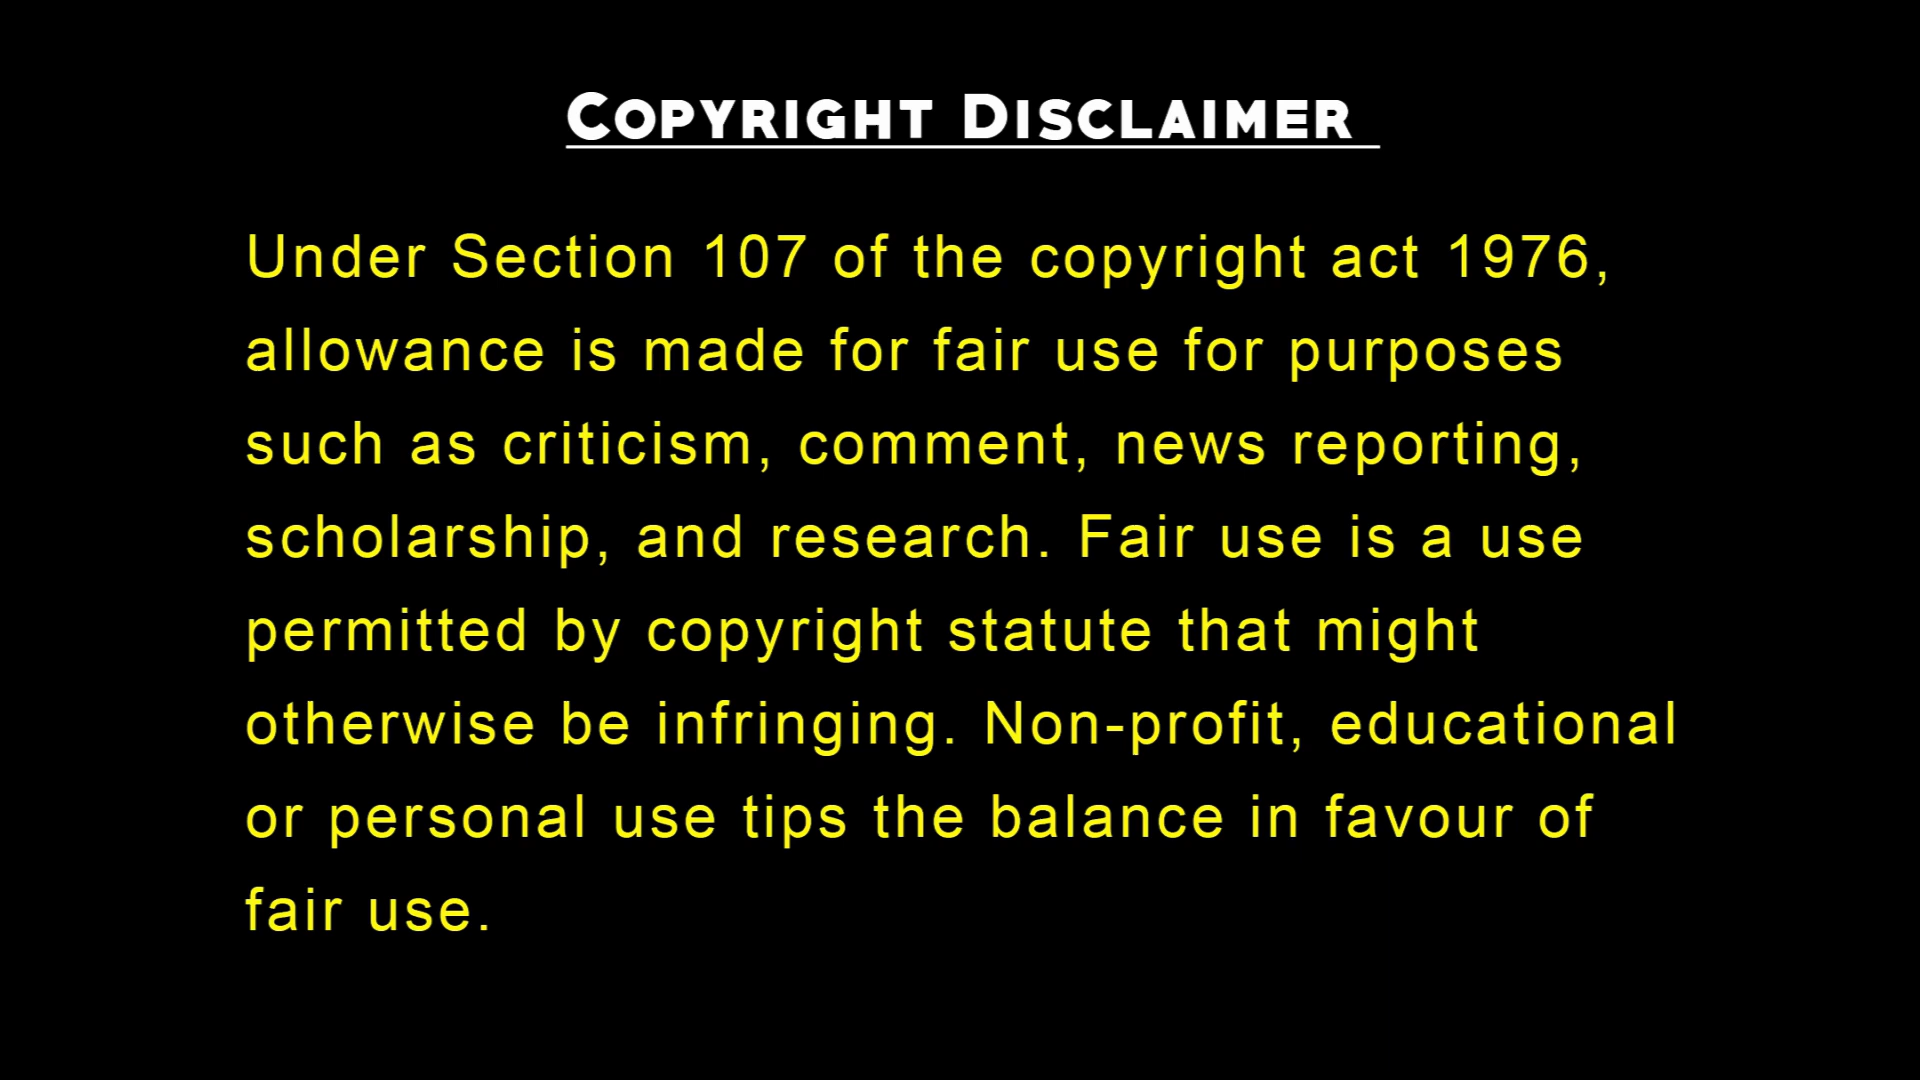 Copyright Disclaimer
Under Section 107 of the copyright act 1976,
allowance is made for fair use for purposes
such as criticism, comment, news reporting,
scholarship, and research. Fair use is a use
permitted by copyright statute that might
otherwise be infringing. Non-profit, educational
or personal use tips the balance in favour of
fair use.